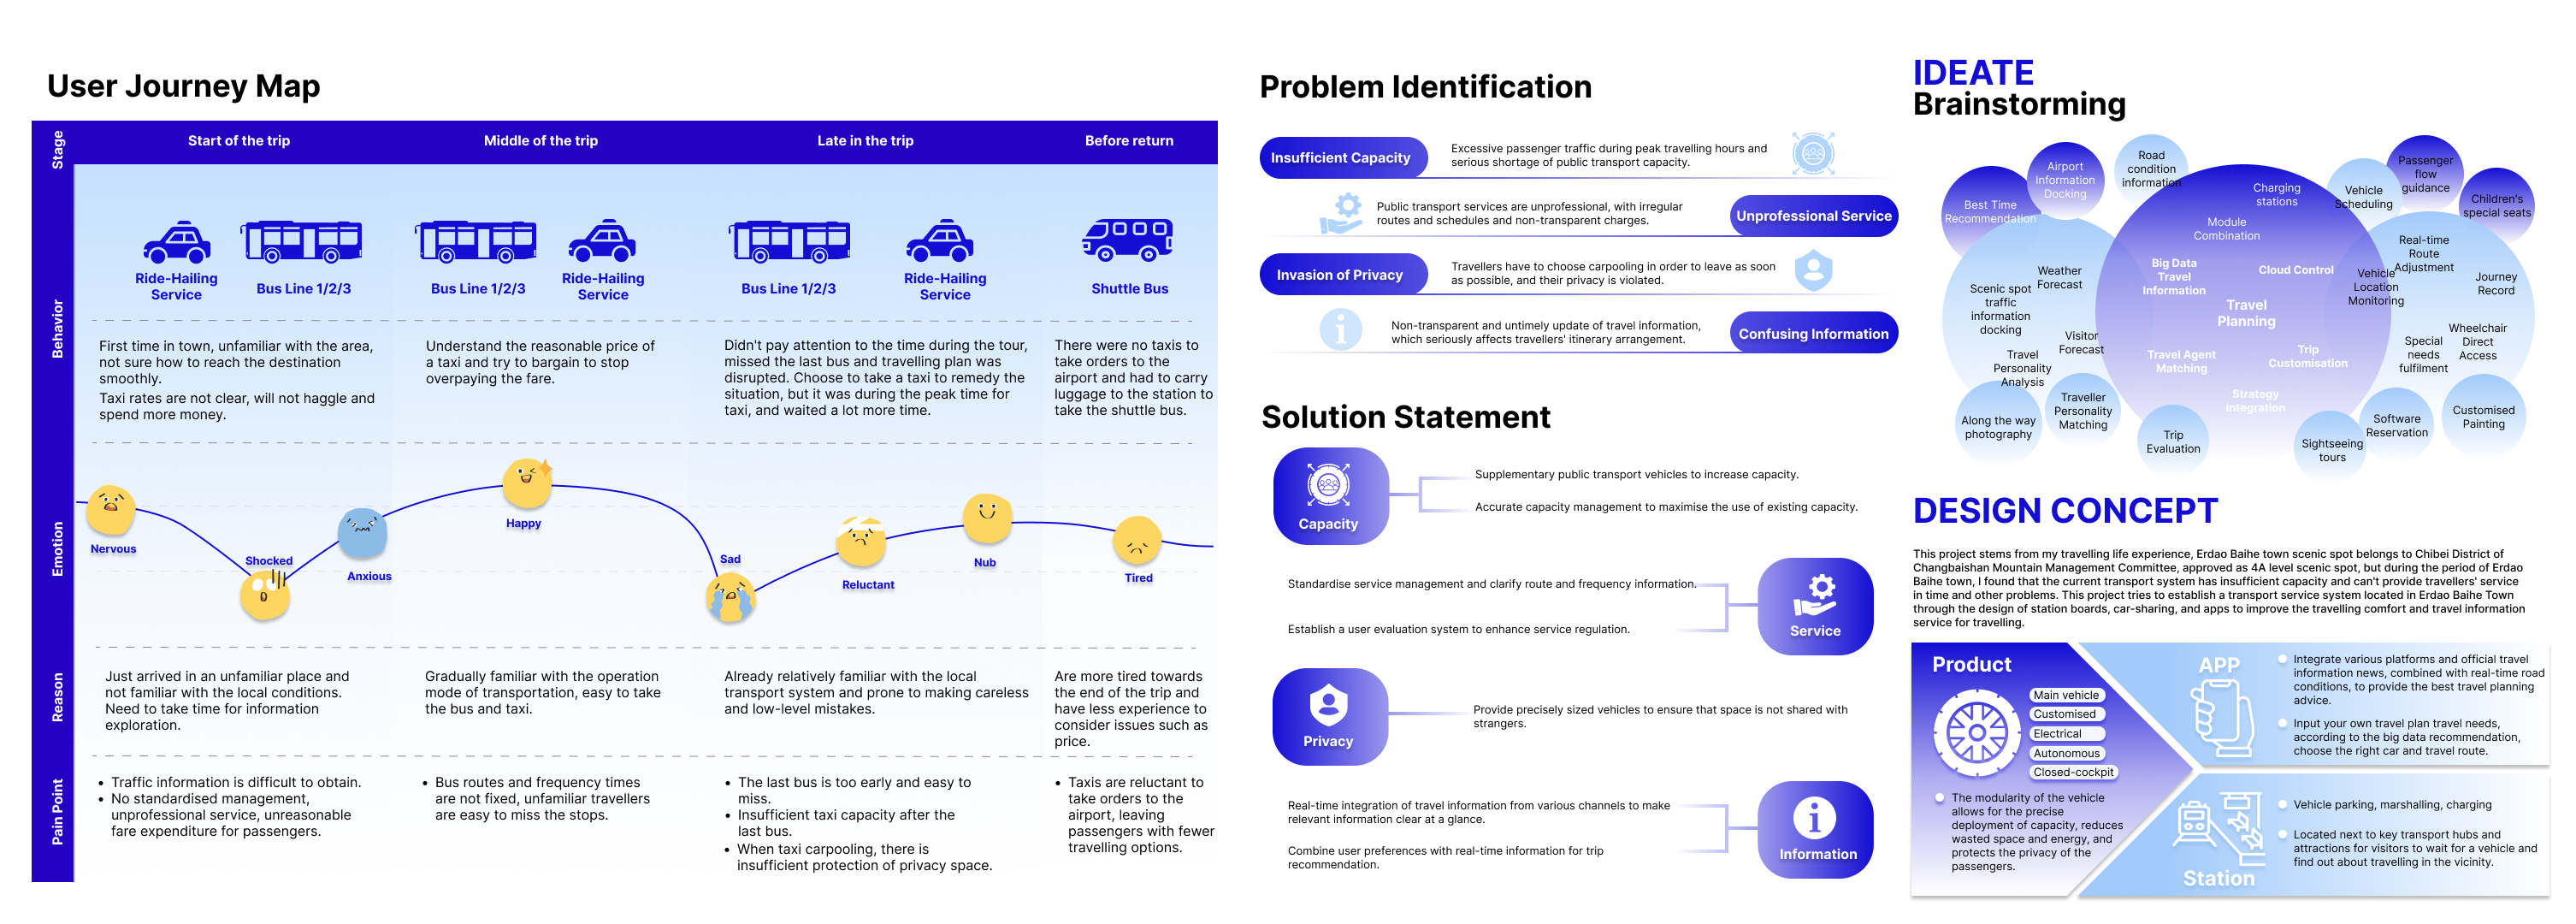 User Journey Map
Stage
Start of the trip
Middle of the trip
Late in the trip
Before return
Behavior
Ride-Hailing
Service
Bus Line 1/2/3
Bus Line 1/2/3
Ride-Hailing
Service
Bus Line 1/2/3
Ride-Hailing
Service
Shuttle Bus
First time in town, unfamiliar with the area,
not sure how to reach the destination
smoothly.
Taxi rates are not clear, will not haggle and
spend more money.
Understand the reasonable price of
a taxi and try to bargain to stop
overpaying the fare.
Didn't pay attention to the time during the tour,
missed the last bus and travelling plan was
disrupted. Choose to take a taxi to remedy the
situation, but it was during the peak time for
taxi, and waited a lot more time.
There were no taxis to
take orders to the
airport and had to carry
luggage to the station to
take the shuttle bus.
Emotion
Nervous
Shocked
Anxious
Happy
Sad
Reluctant
Nub
Tired
Reason
Just arrived in an unfamiliar place and
not familiar with the local conditions.
Need to take time for information
exploration.
Gradually familiar with the operation
mode of transportation, easy to take
the bus and taxi.
Already relatively familiar with the local
transport system and prone to making careless
and low-level mistakes.
Are more tired towards
the end of the trip and
have less experience to
consider issues such as
price.
Pain Point
• Traffic information is difficult to obtain.
• No standardised management,
unprofessional service, unreasonable
fare expenditure for passengers.
• Bus routes and frequency times
are not fixed, unfamiliar travellers
are easy to miss the stops.
• The last bus is too early and easy to
miss.
• Insufficient taxi capacity after the
last bus.
• When taxi carpooling, there is
insufficient protection of privacy space.
• Taxis are reluctant to
take orders to the
airport, leaving
passengers with fewer
travelling options.
Problem Identification
Insufficient Capacity
Excessive passenger traffic during peak travelling hours and
serious shortage of public transport capacity.
Public transport services are unprofessional, with irregular
routes and schedules and non-transparent charges.
Unprofessional Service
Invasion of Privacy
Travellers have to choose carpooling in order to leave as soon
as possible, and their privacy is violated.
Non-transparent and untimely update of travel information,
which seriously affects travellers' itinerary arrangement.
Confusing Information
Solution Statement
Capacity
Supplementary public transport vehicles to increase capacity.
Accurate capacity management to maximise the use of existing capacity.
Standardise service management and clarify route and frequency information.
Establish a user evaluation system to enhance service regulation.
Service
Privacy
Provide precisely sized vehicles to ensure that space is not shared with
strangers.
Real-time integration of travel information from various channels to make
relevant information clear at a glance.
Combine user preferences with real-time information for trip
recommendation.
Information
IDEATE
Brainstorming
Best Time
Recommendation
Airport
Information
Docking
Road
condition
information
Charging
stations
Module
Combination
Vehicle
Scheduling
Passenger
flow
guidance
Children's
special seats
Weather
Forecast
Scenic spot
traffic
information
docking
Visitor
Forecast
Travel
Personality
Analysis
Big Data
Travel
Information
Cloud Control
Travel
Planning
Travel Agent
Matching
Trip
Customisation
Strategy
Integration
Real-time
Route
Adjustment
Vehicle
Location
Monitoring
Journey
Record
Special
needs
fulfilment
Wheelchair
Direct
Access
Along the way
photography
Traveller
Personality
Matching
Trip
Evaluation
Sightseeing
tours
Software
Reservation
Customised
Painting
DESIGN CONCEPT
This project stems from my travelling life experience, Erdao Baihe town scenic spot belongs to Chibei District of
Changbaishan Mountain Management Committee, approved as 4A level scenic spot, but during the period of Erdao
Baihe town, I found that the current transport system has insufficient capacity and can't provide travellers' service
in time and other problems. This project tries to establish a transport service system located in Erdao Baihe Town
through the design of station boards, car-sharing, and apps to improve the travelling comfort and travel information
service for travelling.
Product
Main vehicle
Customised
Electrical
Autonomous
Closed-cockpit
The modularity of the vehicle
allows for the precise
deployment of capacity, reduces
wasted space and energy, and
protects the privacy of the
passengers.
APP
Integrate various platforms and official travel
information news, combined with real-time road
conditions, to provide the best travel planning
advice.
Input your own travel plan travel needs,
according to the big data recommendation,
choose the right car and travel route.
Station
Vehicle parking, marshalling, charging
Located next to key transport hubs and
attractions for visitors to wait for a vehicle and
find out about travelling in the vicinity.